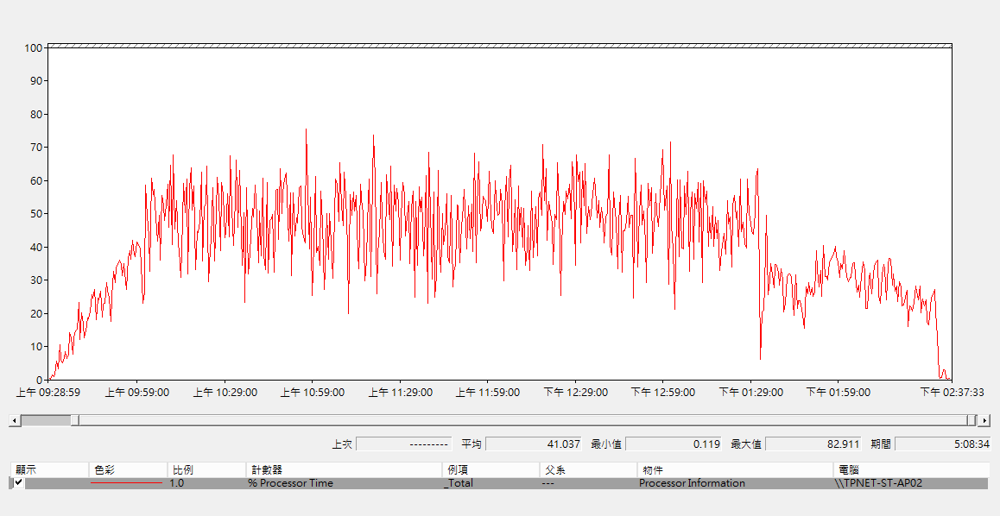 100
90
80
70
60
50
40
30
20
10
0
上午 09:28:59 上午 09:59:00 上午 10:29:00 上午 10:59:00 上午 11:29:00 上午 11:59:00 下午 12:29:00 下午 12:59:00 下午 01:29:00 下午 01:59:00 下午 02:37:33
上次 --------- 平均 41.037 最小值 0.119 最大值 82.911 期間 5:08:34
顯示 色彩 比例 計數器 例項 父系 物件 電腦
1.0 % Processor Time _Total --- Processor Information \\TPNET-ST-AP02